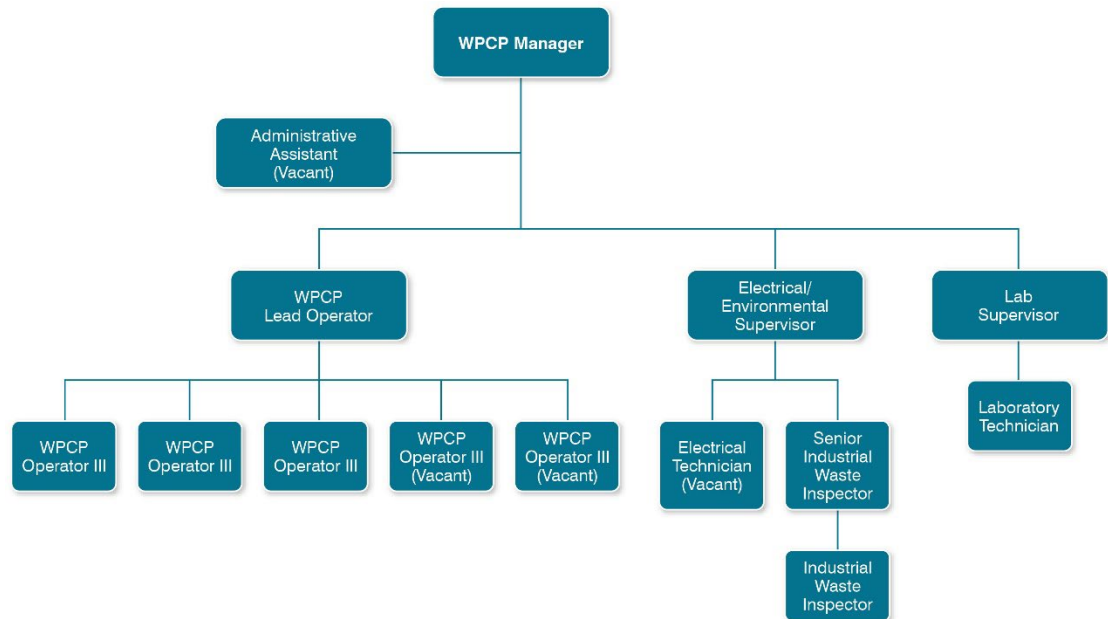 WPCP Manager
Administrative
Assistant
(Vacant)
WPCP
Lead Operator
Electrical/
Environmental
Supervisor
Lab
Supervisor
WPCP
Operator III
WPCP
Operator III
WPCP
Operator III
WPCP
Operator III
(Vacant)
WPCP
Operator III
(Vacant)
Electrical
Technician
(Vacant)
Senior
Industrial
Waste
Inspector
Laboratory
Technician
Industrial
Waste
Inspector